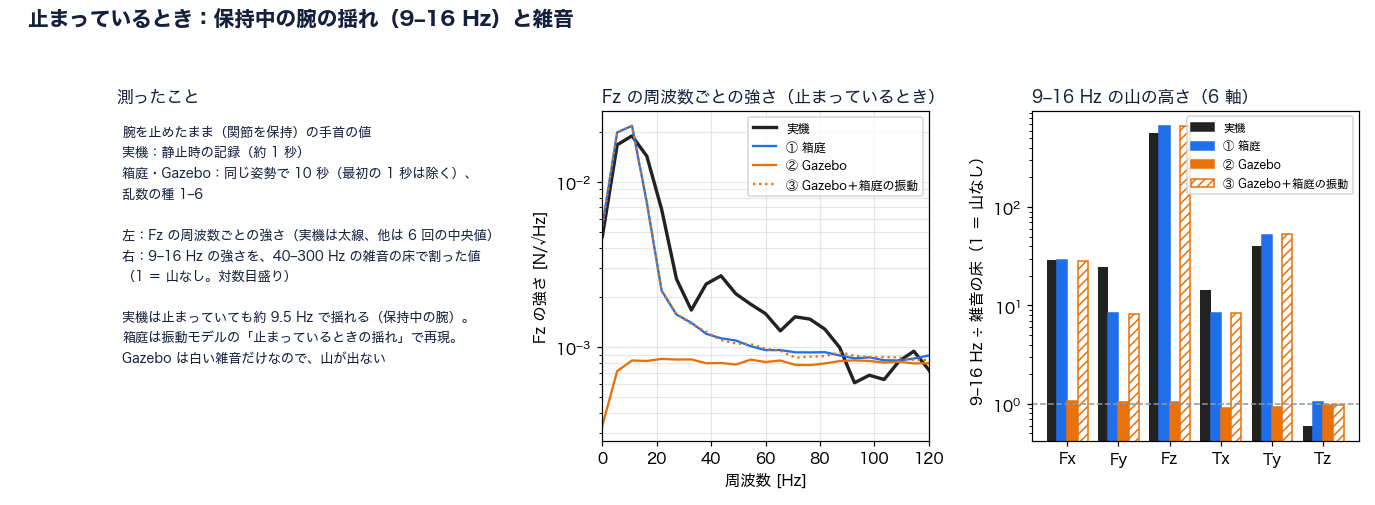 止まっているとき：保持中の腕の揺れ（9–16 Hz）と雑音
測ったこと
腕を止めたまま（関節を保持）の手首の値
実機：静止時の記録（約 1 秒）
箱庭・Gazebo：同じ姿勢で 10 秒（最初の 1 秒は除く）、
乱数の種 1–6
左：Fz の周波数ごとの強さ（実機は太線、他は 6 回の中央値）
右：9–16 Hz の強さを、40–300 Hz の雑音の床で割った値
（1 ＝ 山なし。対数目盛り）
実機は止まっていても約 9.5 Hz で揺れる（保持中の腕）。
箱庭は振動モデルの「止まっているときの揺れ」で再現。
Gazebo は白い雑音だけなので、山が出ない
Fz の周波数ごとの強さ（止まっているとき）
Fz の強さ [N/√Hz]
10⁻²
10⁻³
実機
① 箱庭
② Gazebo
③ Gazebo＋箱庭の振動
0 20 40 60 80 100 120
周波数 [Hz]
9–16 Hz の山の高さ（6 軸）
9–16 Hz ÷ 雑音の床（1 ＝ 山なし）
10²
10¹
10⁰
実機
① 箱庭
② Gazebo
③ Gazebo＋箱庭の振動
Fx Fy Fz Tx Ty Tz